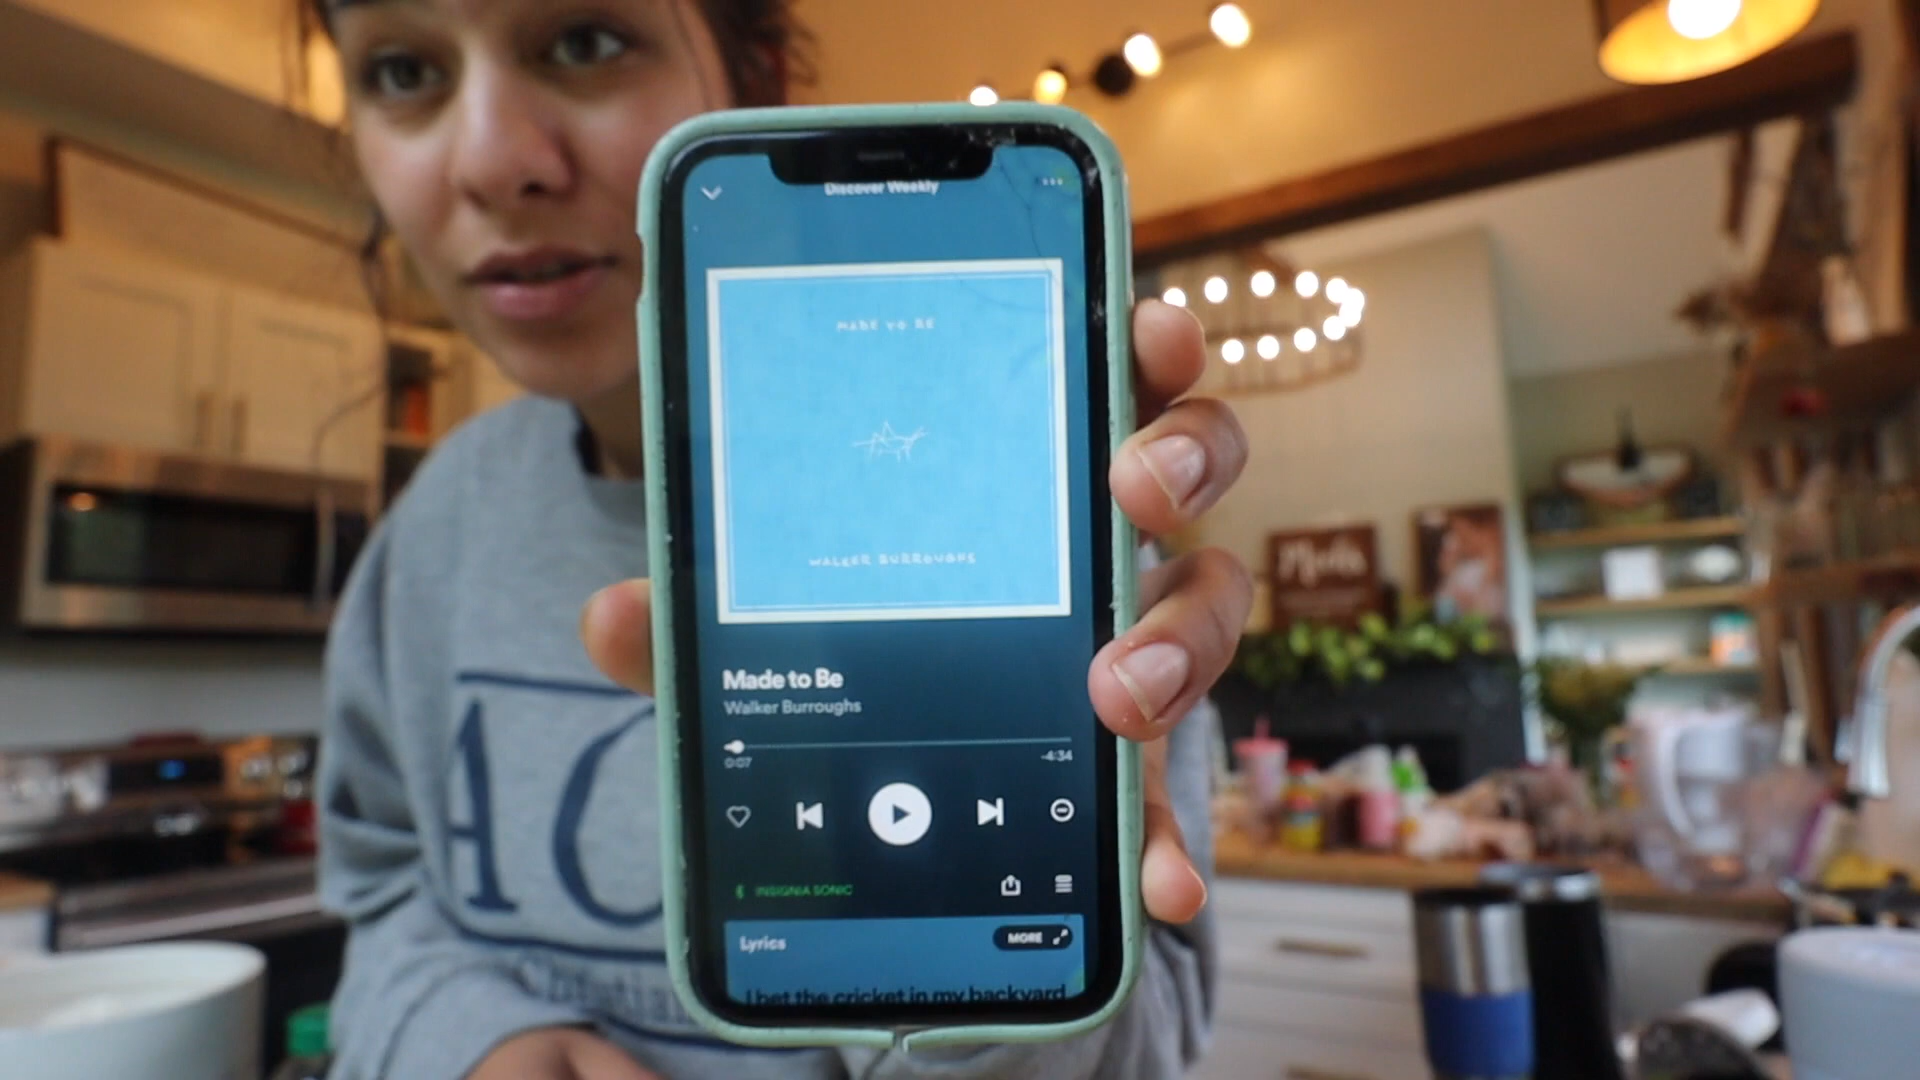 Discover Weekly
MADE TO BE
WALKER BURROUGHS
Made to Be
Walker Burroughs
0:07
-4:34
INSIGNIA SONIC
Lyrics
MORE
I bet the cricket in my backyard
AC